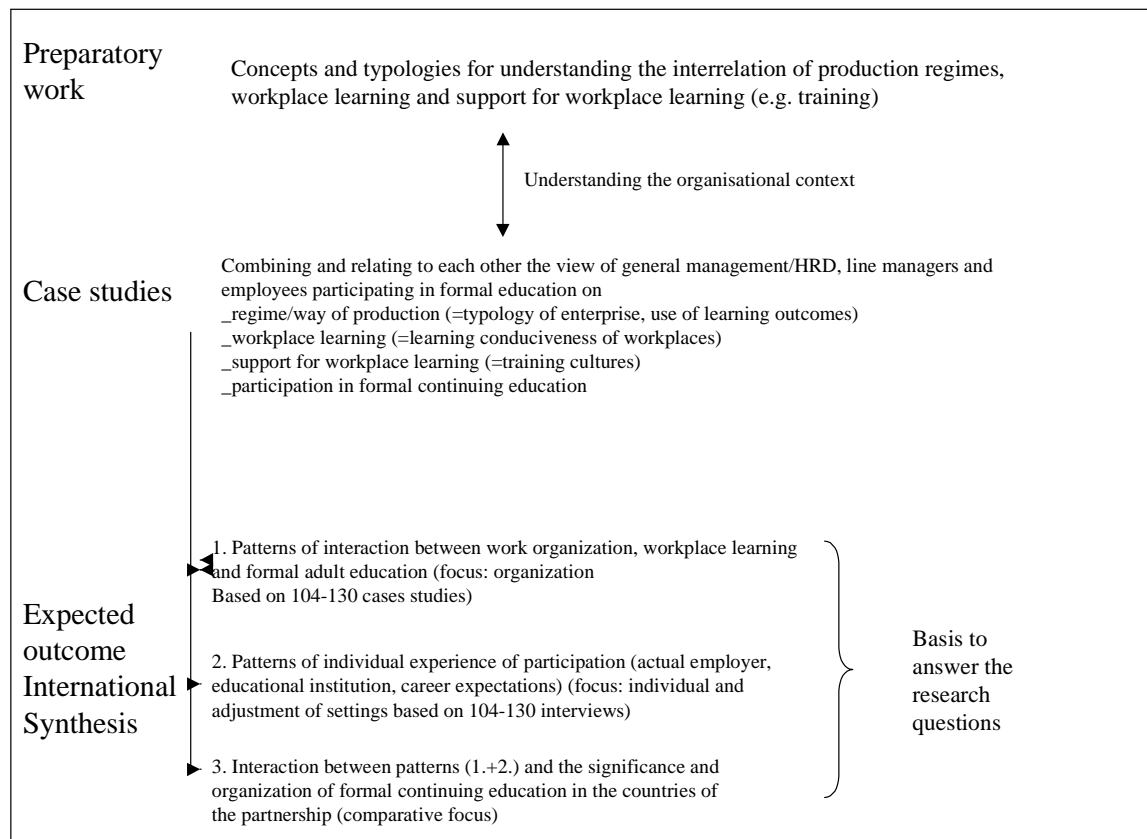 Preparatory
work
Concepts and typologies for understanding the interrelation of production regimes,
workplace learning and support for workplace learning (e.g. training)
Understanding the organisational context
Case studies
Combining and relating to each other the view of general management/HRD, line managers and
employees participating in formal education on
_regime/way of production (=typology of enterprise, use of learning outcomes)
_workplace learning (=learning conduciveness of workplaces)
_support for workplace learning (=training cultures)
_participation in formal continuing education
Expected
outcome
International
Synthesis
1. Patterns of interaction between work organization, workplace learning
and formal adult education (focus: organization
Based on 104-130 cases studies)
2. Patterns of individual experience of participation (actual employer,
educational institution, career expectations) (focus: individual and
adjustment of settings based on 104-130 interviews)
3. Interaction between patterns (1.+2.) and the significance and
organization of formal continuing education in the countries of
the partnership (comparative focus)
Basis to
answer the
research
questions